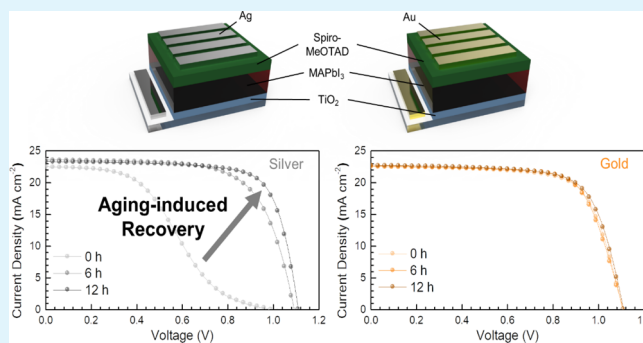 Ag
Au
Spiro-
MeOTAD
MAPbI₃
TiO₂
Current Density (mA cm⁻²)
25
20
15
10
5
0
Silver
Aging-induced
Recovery
0 h
6 h
12 h
0.0 0.2 0.4 0.6 0.8 1.0 1.2
Voltage (V)
Current Density (mA cm⁻²)
25
20
15
10
5
0
Gold
0 h
6 h
12 h
0.0 0.2 0.4 0.6 0.8 1.0 1.2
Voltage (V)